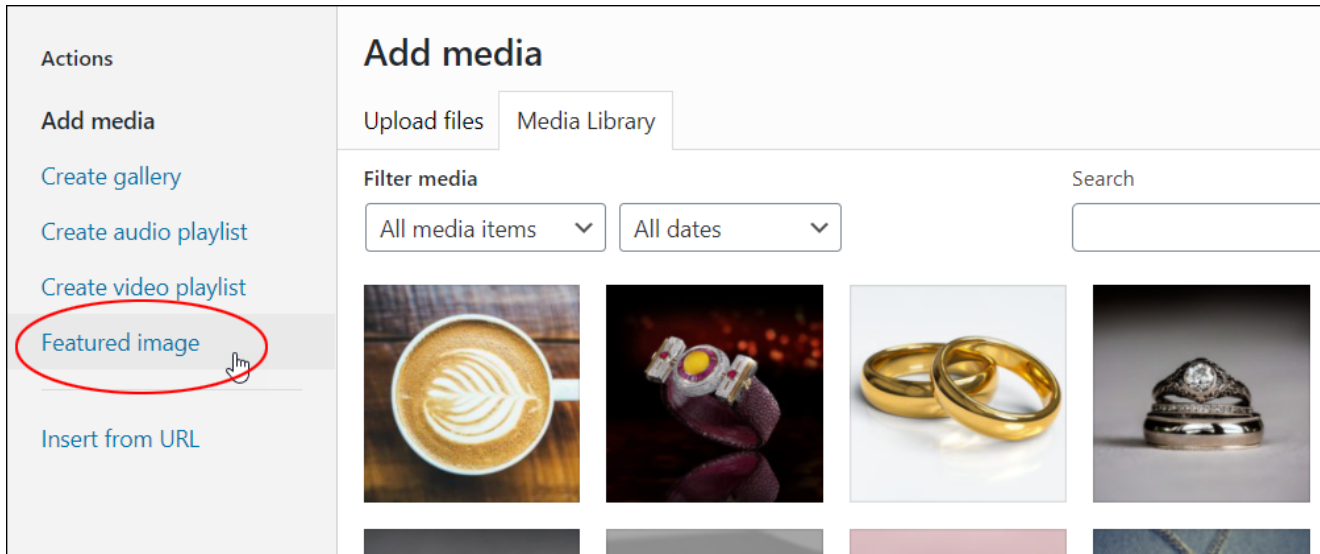 Actions
Add media
Create gallery
Create audio playlist
Create video playlist
Featured image
Insert from URL
Add media
Upload files
Media Library
Filter media
Search
All media items
All dates